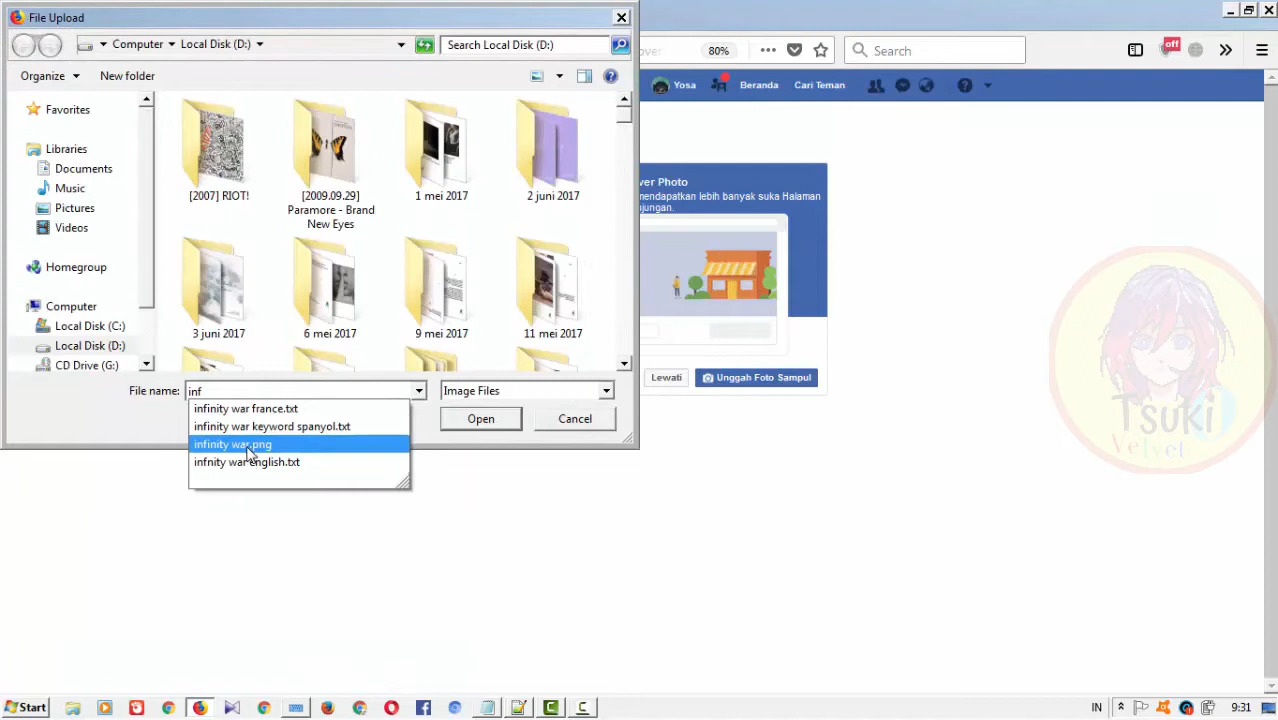 File Upload
Computer
Local Disk (D:)
Search Local Disk (D:)
over
80%
Search
off
Organize
New folder
Yosa
Beranda
Cari Teman
Favorites
Libraries
Documents
Music
Pictures
Videos
Homegroup
Computer
Local Disk (C:)
Local Disk (D:)
CD Drive (G:)
[2007] RIOT!
[2009.09.29]
Paramore - Brand
New Eyes
1 mei 2017
2 juni 2017
3 juni 2017
6 mei 2017
9 mei 2017
11 mei 2017
ver Photo
mendapatkan lebih banyak suka Halaman
njungan.
Lewati
Unggah Foto Sampul
File name:
inf
Image Files
infinity war france.txt
infinity war keyword spanyol.txt
infinity war.png
infnity war english.txt
Open
Cancel
Tsuki
Velvet
Start
IN
9:31